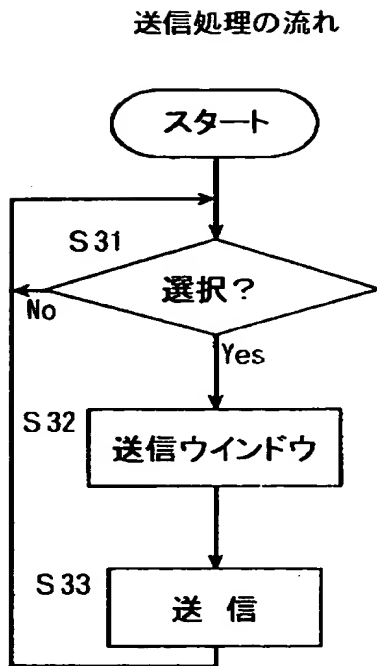 送信処理の流れ
スタート
S31
選択?
No
Yes
S32
送信ウインドウ
S33
送 信